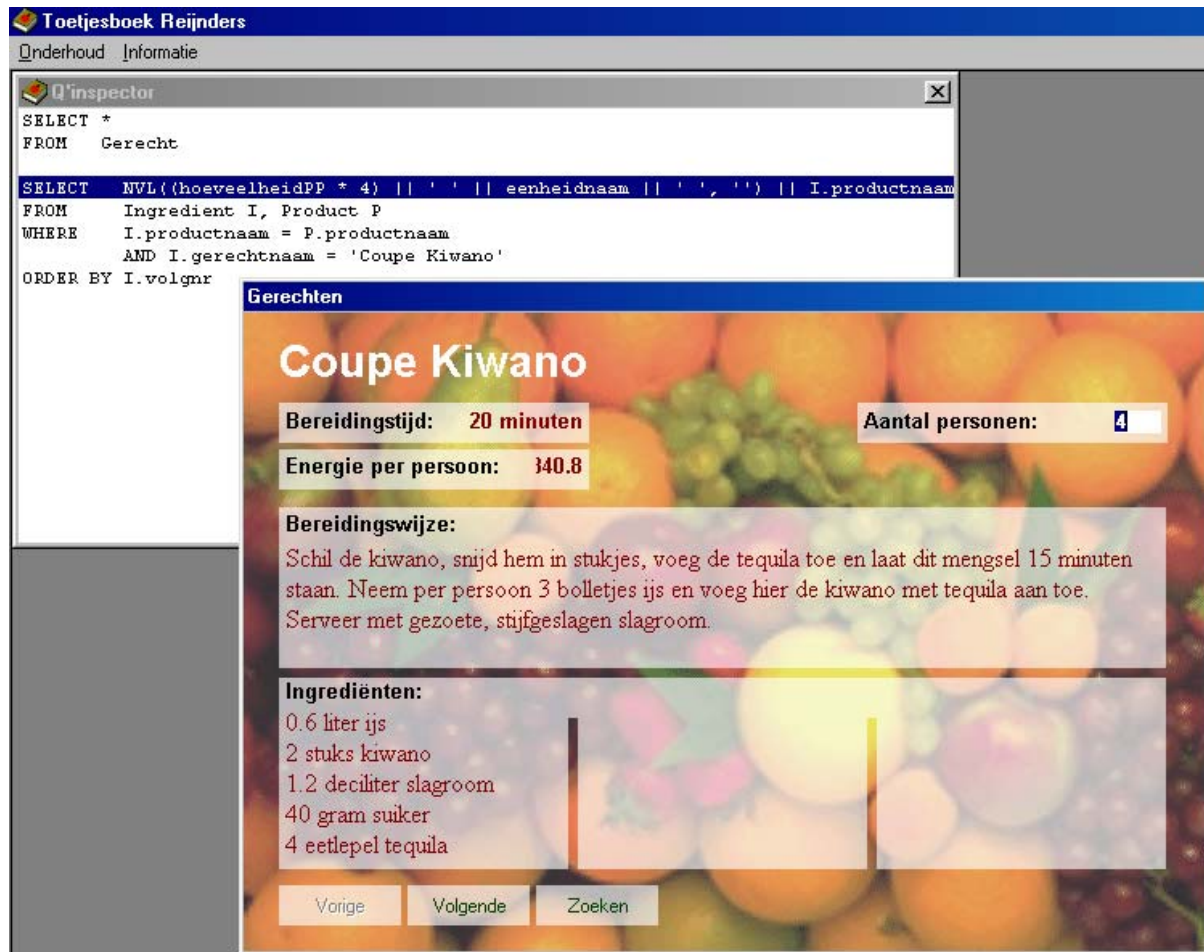 Toetjesboek Reijnders
Onderhoud Informatie
Q'inspector
SELECT *
FROM Gerecht
SELECT NVL((hoeveelheidPP * 4) || ' ' || eenheidnaam || ' ', '') || I.productnaam
FROM Ingredient I, Product P
WHERE I.productnaam = P.productnaam
AND I.gerechtnaam = 'Coupe Kiwano'
ORDER BY I.volgnr
Gerechten
Coupe Kiwano
Bereidingstijd: 20 minuten
Aantal personen: 4
Energie per persoon: 340.8
Bereidingswijze:
Schil de kiwano, snijd hem in stukjes, voeg de tequila toe en laat dit mengsel 15 minuten
staan. Neem per persoon 3 bolletjes ijs en voeg hier de kiwano met tequila aan toe.
Serveer met gezoete, stijfgeslagen slagroom.
Ingrediënten:
0.6 liter ijs
2 stuks kiwano
1.2 deciliter slagroom
40 gram suiker
4 eetlepel tequila
Vorige Volgende Zoeken